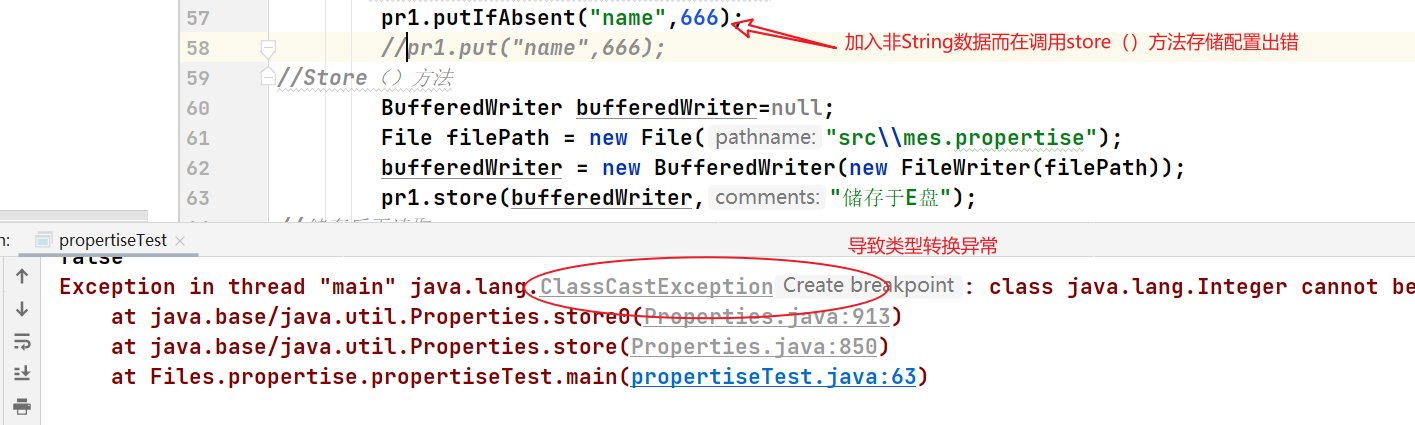 57 pr1.putIfAbsent("name",666);
加入非String数据而在调用store（）方法存储配置出错
58 //pr1.put("name",666);
59 //Store（）方法
60 BufferedWriter bufferedWriter=null;
61 File filePath = new File( pathname: "src\\mes.propertise");
62 bufferedWriter = new BufferedWriter(new FileWriter(filePath));
63 pr1.store(bufferedWriter, comments: "储存于E盘");
n: propertiseTest ×
导致类型转换异常
false
Exception in thread "main" java.lang.ClassCastException Create breakpoint : class java.lang.Integer cannot be
at java.base/java.util.Properties.store0(Properties.java:913)
at java.base/java.util.Properties.store(Properties.java:850)
at Files.propertise.propertiseTest.main(propertiseTest.java:63)